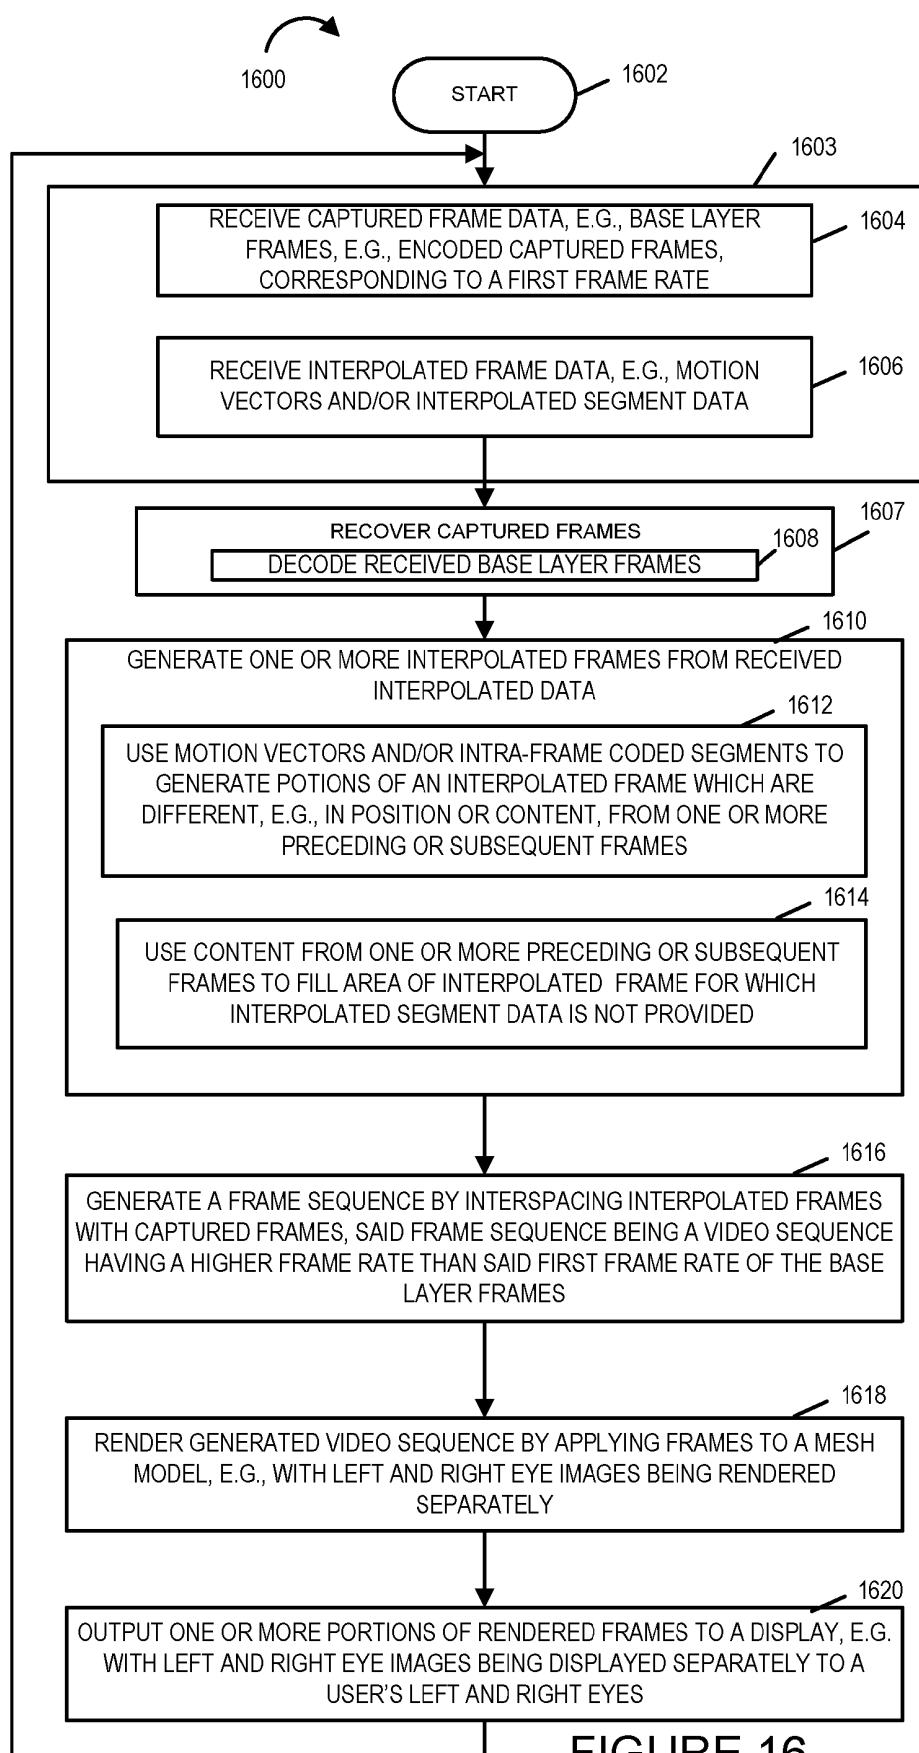 1600
START
1602
1603
RECEIVE CAPTURED FRAME DATA, E.G., BASE LAYER
FRAMES, E.G., ENCODED CAPTURED FRAMES,
CORRESPONDING TO A FIRST FRAME RATE
1604
RECEIVE INTERPOLATED FRAME DATA, E.G., MOTION
VECTORS AND/OR INTERPOLATED SEGMENT DATA
1606
RECOVER CAPTURED FRAMES
1607
1608
DECODE RECEIVED BASE LAYER FRAMES
1610
GENERATE ONE OR MORE INTERPOLATED FRAMES FROM RECEIVED
INTERPOLATED DATA
1612
USE MOTION VECTORS AND/OR INTRA-FRAME CODED SEGMENTS TO
GENERATE POTIONS OF AN INTERPOLATED FRAME WHICH ARE
DIFFERENT, E.G., IN POSITION OR CONTENT, FROM ONE OR MORE
PRECEDING OR SUBSEQUENT FRAMES
1614
USE CONTENT FROM ONE OR MORE PRECEDING OR SUBSEQUENT
FRAMES TO FILL AREA OF INTERPOLATED FRAME FOR WHICH
INTERPOLATED SEGMENT DATA IS NOT PROVIDED
1616
GENERATE A FRAME SEQUENCE BY INTERSPACING INTERPOLATED FRAMES
WITH CAPTURED FRAMES, SAID FRAME SEQUENCE BEING A VIDEO SEQUENCE
HAVING A HIGHER FRAME RATE THAN SAID FIRST FRAME RATE OF THE BASE
LAYER FRAMES
1618
RENDER GENERATED VIDEO SEQUENCE BY APPLYING FRAMES TO A MESH
MODEL, E.G., WITH LEFT AND RIGHT EYE IMAGES BEING RENDERED
SEPARATELY
1620
OUTPUT ONE OR MORE PORTIONS OF RENDERED FRAMES TO A DISPLAY, E.G.
WITH LEFT AND RIGHT EYE IMAGES BEING DISPLAYED SEPARATELY TO A
USER'S LEFT AND RIGHT EYES
FIGURE 16